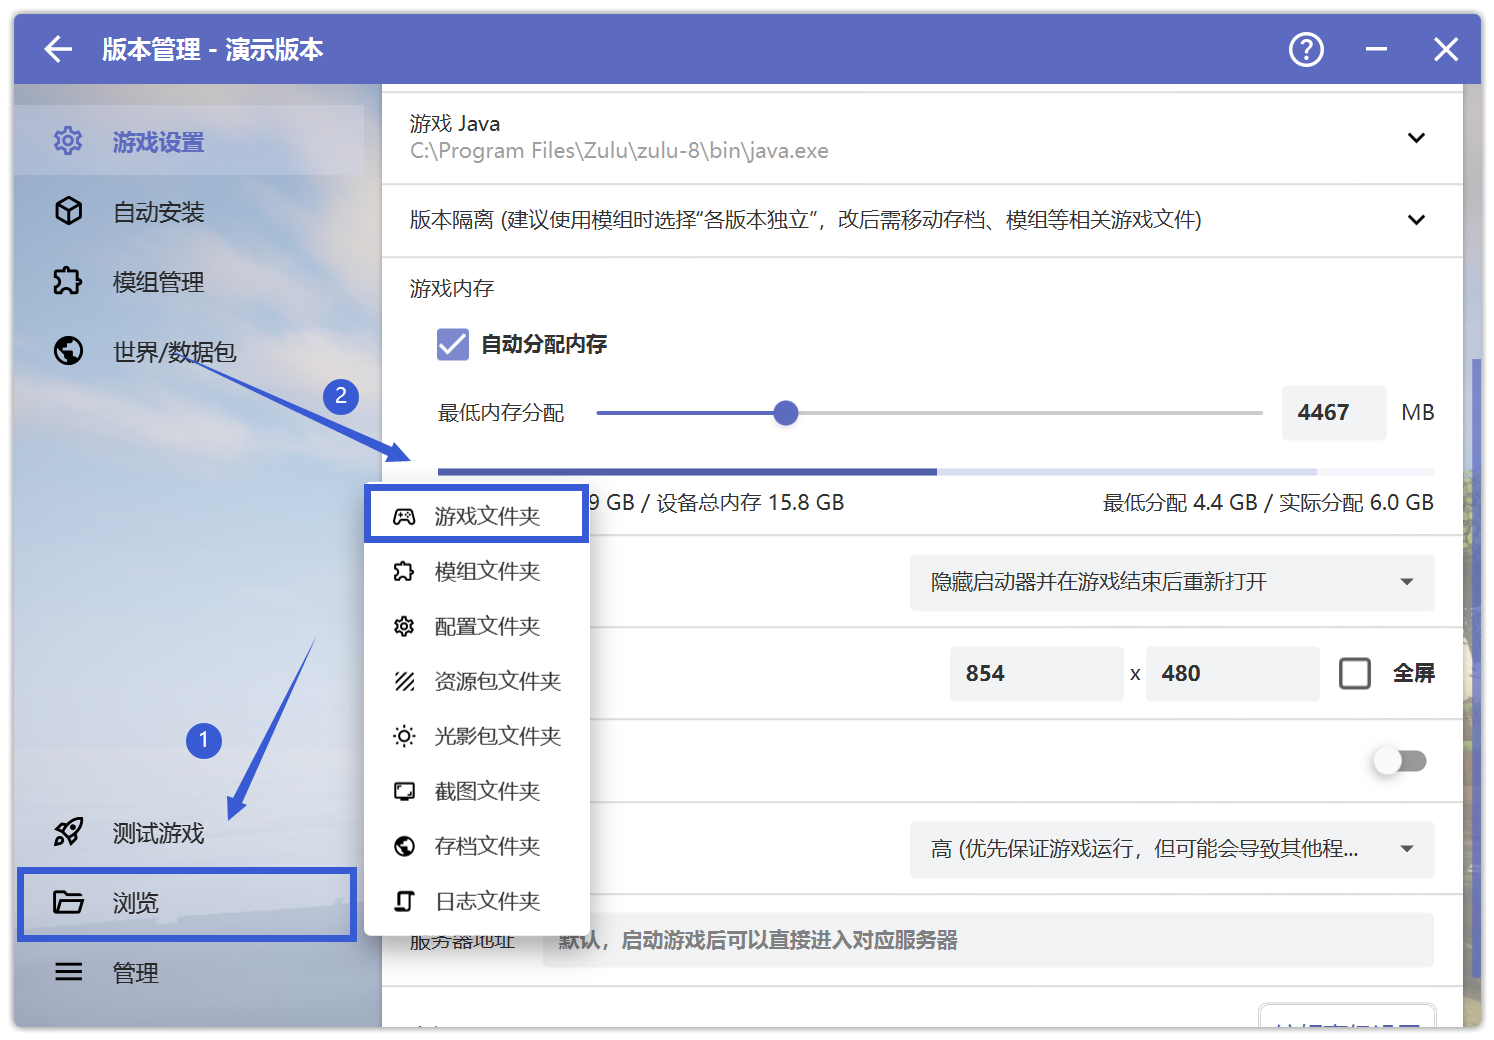 版本管理 - 演示版本
游戏设置
自动安装
模组管理
世界/数据包
2
1
测试游戏
浏览
管理
游戏 Java
C:\Program Files\Zulu\zulu-8\bin\java.exe
版本隔离 (建议使用模组时选择“各版本独立”，改后需移动存档、模组等相关游戏文件)
游戏内存
自动分配内存
最低内存分配
4467
MB
9 GB / 设备总内存 15.8 GB
最低分配 4.4 GB / 实际分配 6.0 GB
游戏文件夹
模组文件夹
配置文件夹
资源包文件夹
光影包文件夹
截图文件夹
存档文件夹
日志文件夹
隐藏启动器并在游戏结束后重新打开
854 x 480
全屏
高 (优先保证游戏运行，但可能会导致其他程...
服务器地址
默认，启动游戏后可以直接进入对应服务器